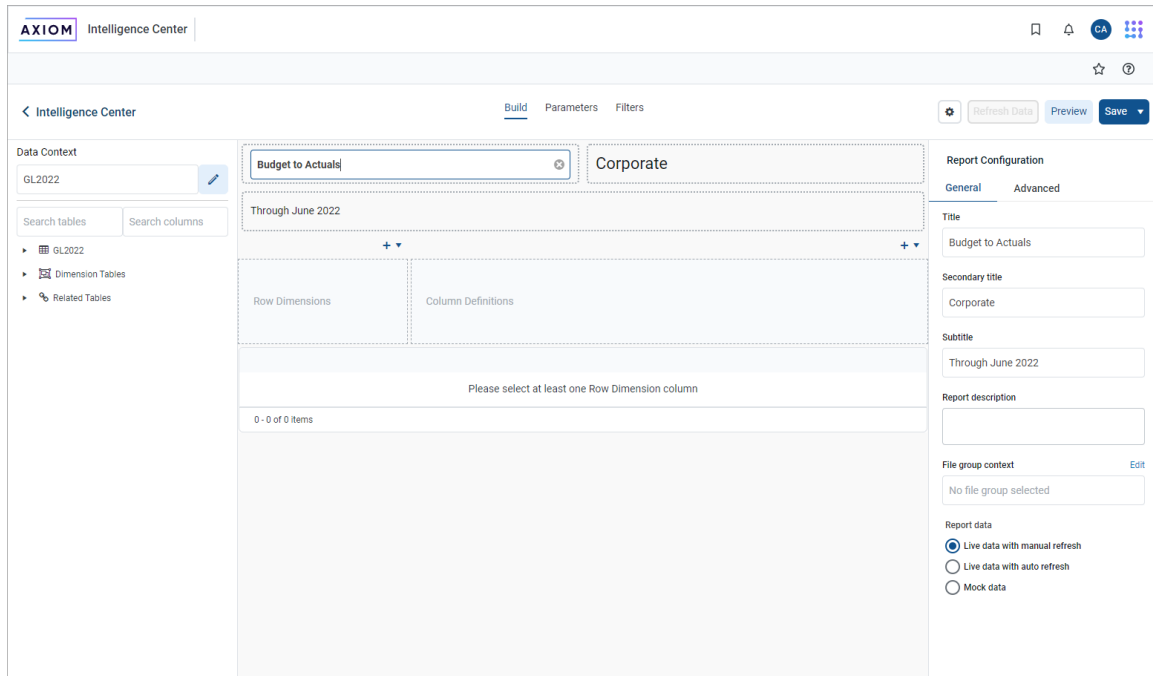 AXIOM Intelligence Center
CA
Intelligence Center
Build Parameters Filters
Refresh Data Preview Save
Data Context
GL2022
Search tables Search columns
GL2022
Dimension Tables
Related Tables
Budget to Actuals
Corporate
Through June 2022
Row Dimensions
Column Definitions
Please select at least one Row Dimension column
0 - 0 of 0 items
Report Configuration
General Advanced
Title
Budget to Actuals
Secondary title
Corporate
Subtitle
Through June 2022
Report description
File group context Edit
No file group selected
Report data
Live data with manual refresh
Live data with auto refresh
Mock data